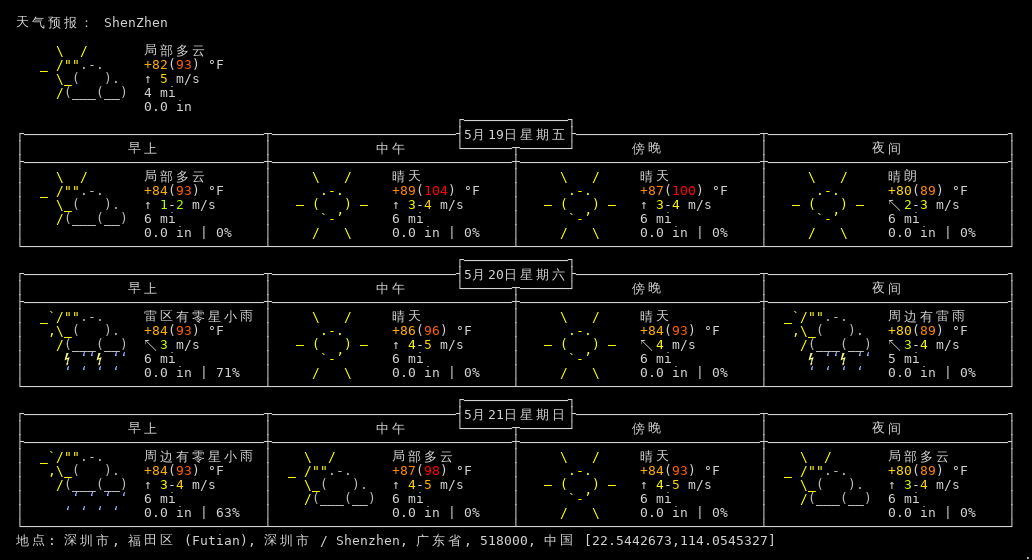 天气预报： ShenZhen
局部多云
+82(93) °F
↑ 5 m/s
4 mi
0.0 in
5月19日星期五
早上 中午 傍晚 夜间
局部多云 晴天 晴天 晴朗
+84(93) °F +89(104) °F +87(100) °F +80(89) °F
↑ 1-2 m/s ↑ 3-4 m/s ↑ 3-4 m/s ↖ 2-3 m/s
6 mi 6 mi 6 mi 6 mi
0.0 in | 0% 0.0 in | 0% 0.0 in | 0% 0.0 in | 0%
5月20日星期六
早上 中午 傍晚 夜间
雷区有零星小雨 晴天 晴天 周边有雷雨
+84(93) °F +86(96) °F +84(93) °F +80(89) °F
↖ 3 m/s ↑ 4-5 m/s ↖ 4 m/s ↖ 3-4 m/s
6 mi 6 mi 6 mi 5 mi
0.0 in | 71% 0.0 in | 0% 0.0 in | 0% 0.0 in | 0%
5月21日星期日
早上 中午 傍晚 夜间
周边有零星小雨 局部多云 晴天 局部多云
+84(93) °F +87(98) °F +84(93) °F +80(89) °F
↑ 3-4 m/s ↑ 4-5 m/s ↑ 4-5 m/s ↑ 3-4 m/s
6 mi 6 mi 6 mi 6 mi
0.0 in | 63% 0.0 in | 0% 0.0 in | 0% 0.0 in | 0%
地点: 深圳市, 福田区 (Futian), 深圳市 / Shenzhen, 广东省, 518000, 中国 [22.5442673,114.0545327]